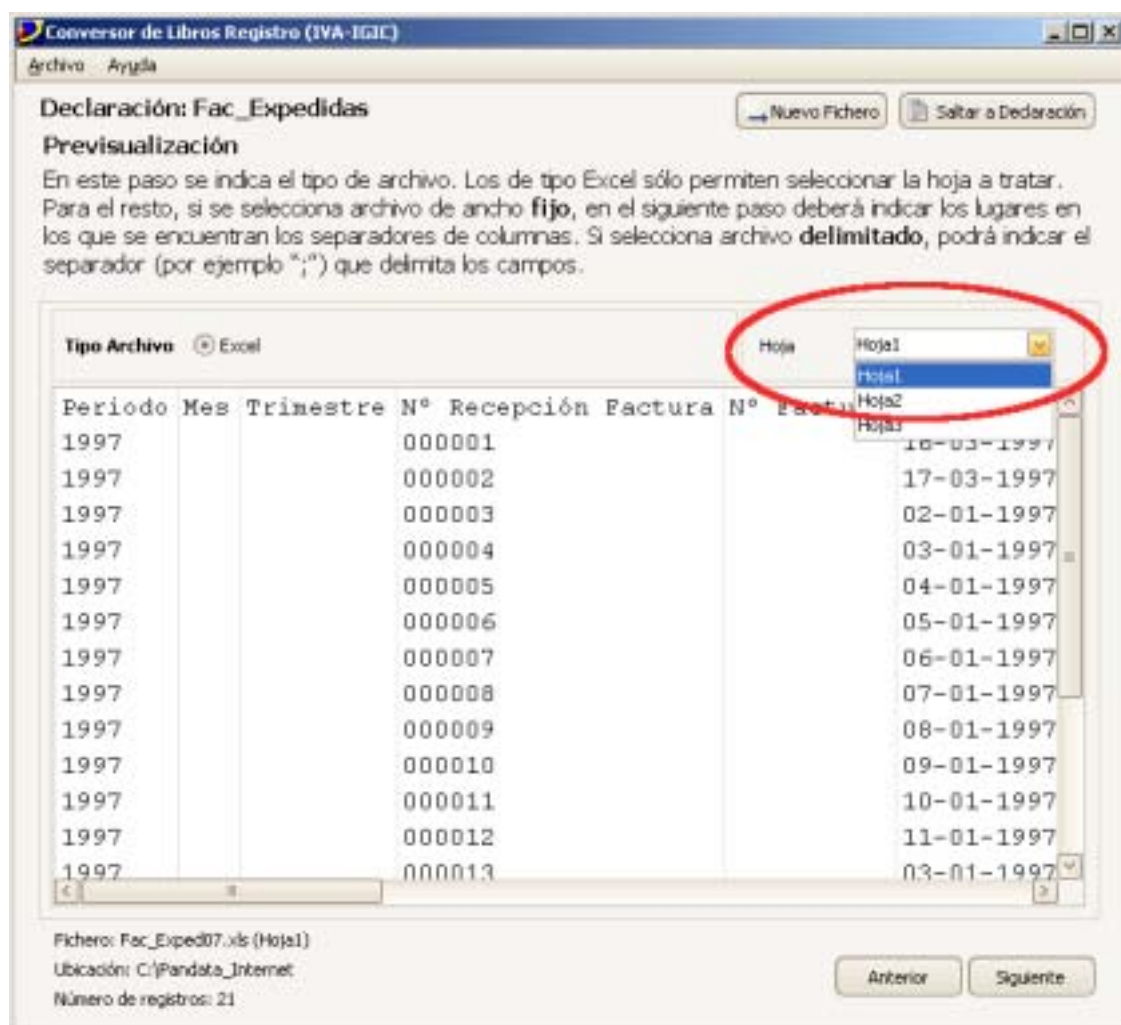 Conversor de Libros Registro (IVA-IGIC)
Archivo Ayuda
Declaración: Fac_Expedidas
Nuevo Fichero
Saltar a Declaración
Previsualización
En este paso se indica el tipo de archivo. Los de tipo Excel sólo permiten seleccionar la hoja a tratar.
Para el resto, si se selecciona archivo de ancho fijo, en el siguiente paso deberá indicar los lugares en
los que se encuentran los separadores de columnas. Si selecciona archivo delimitado, podrá indicar el
separador (por ejemplo ";") que delimita los campos.
Tipo Archivo Excel
Hoja Hoja1
Hoja1
Hoja2
Hoja3
Periodo Mes Trimestre Nº Recepción Factura Nº Factu
1997 000001 16-03-1997
1997 000002 17-03-1997
1997 000003 02-01-1997
1997 000004 03-01-1997
1997 000005 04-01-1997
1997 000006 05-01-1997
1997 000007 06-01-1997
1997 000008 07-01-1997
1997 000009 08-01-1997
1997 000010 09-01-1997
1997 000011 10-01-1997
1997 000012 11-01-1997
1997 000013 03-01-1997
Fichero: Fac_Exped07.xls (Hoja1)
Ubicación: C:\Pandata_Internet
Número de registros: 21
Anterior
Siguiente